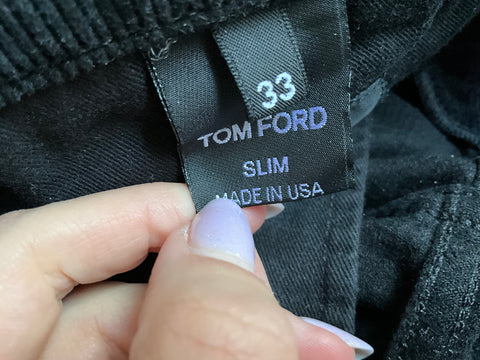 33
TOM FORD
SLIM
MADE IN USA